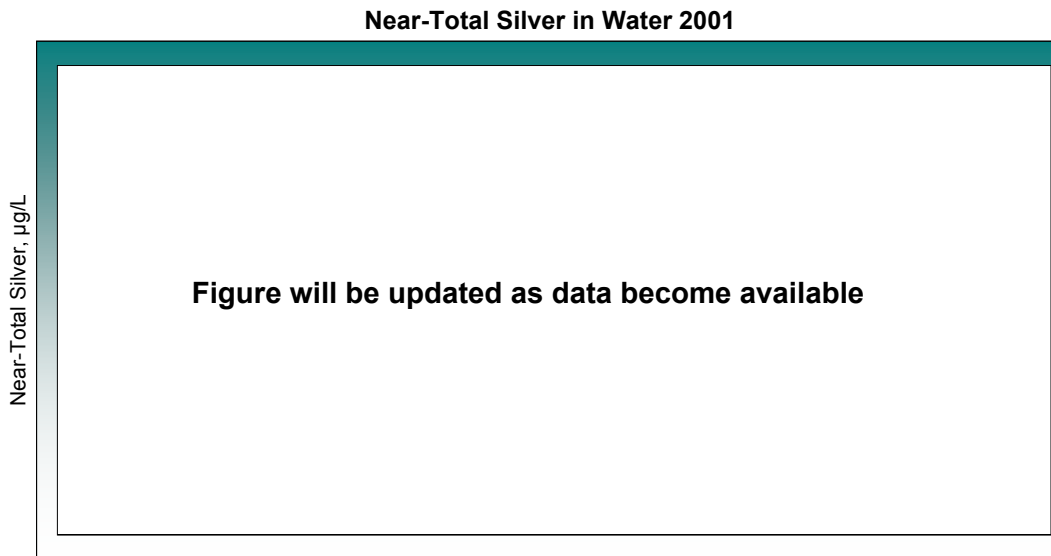 Near-Total Silver in Water 2001
Near-Total Silver, µg/L
Figure will be updated as data become available